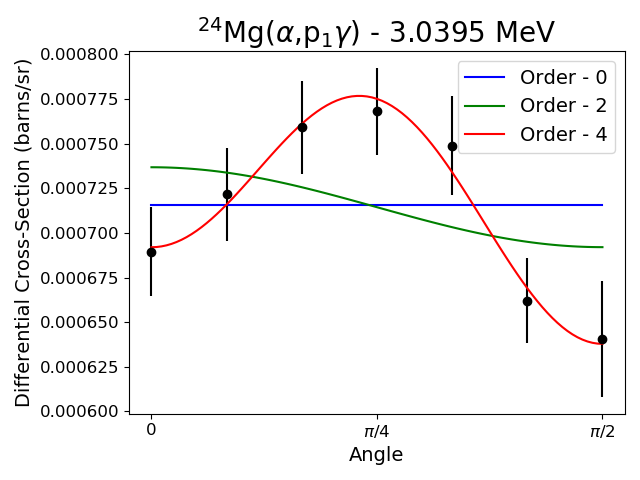 ²⁴Mg(α,p₁γ) - 3.0395 MeV
Differential Cross-Section (barns/sr)
0.000800
0.000775
0.000750
0.000725
0.000700
0.000675
0.000650
0.000625
0.000600
Order - 0
Order - 2
Order - 4
0
π/4
π/2
Angle